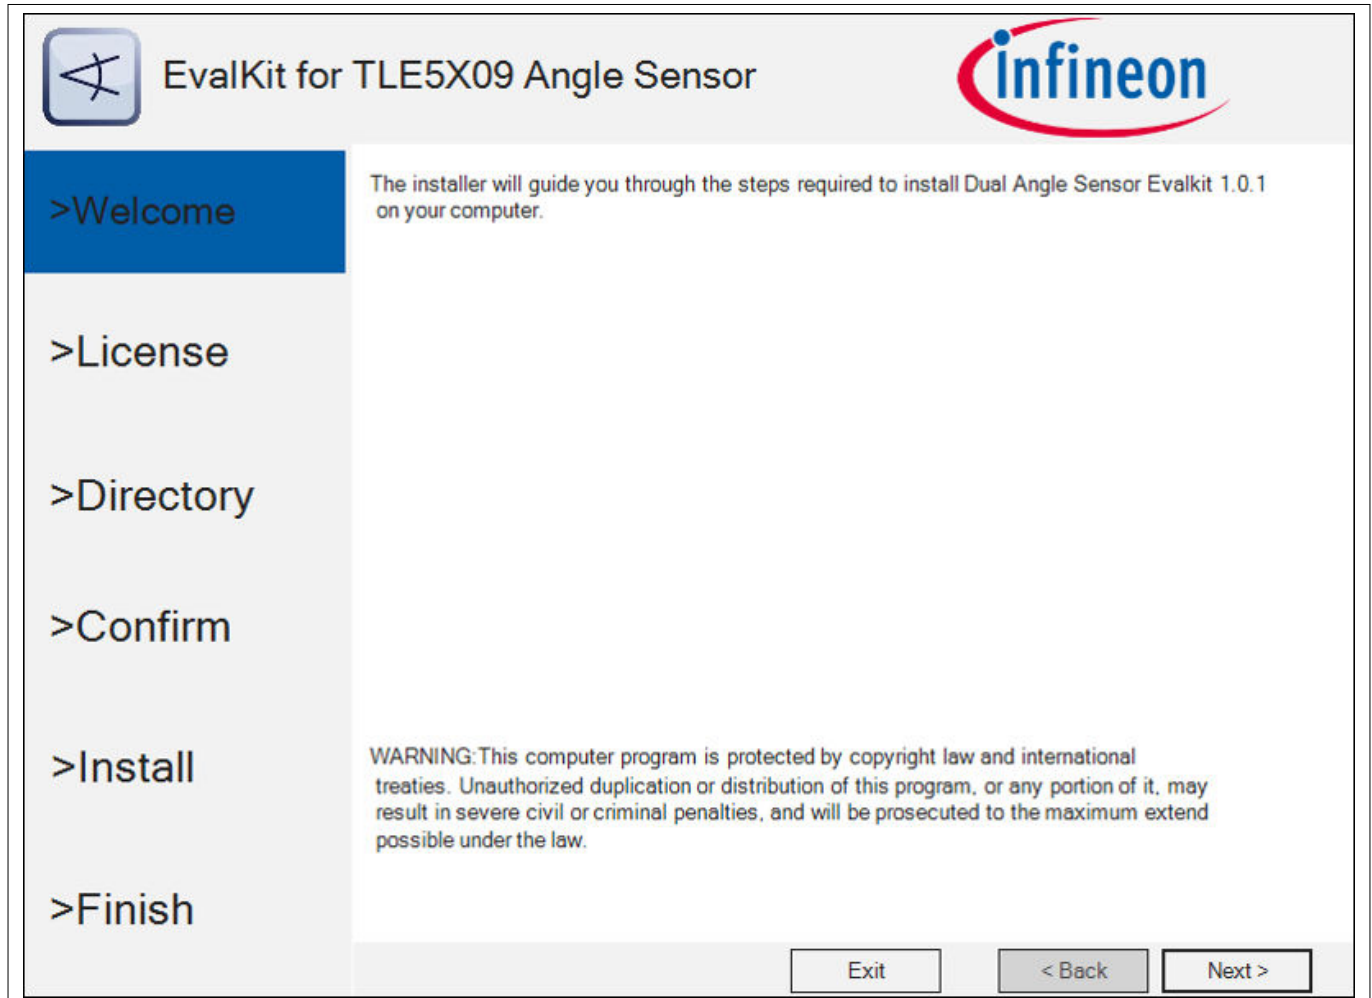 EvalKit for TLE5X09 Angle Sensor
infineon
>Welcome
The installer will guide you through the steps required to install Dual Angle Sensor Evalkit 1.0.1
on your computer.
>License
>Directory
>Confirm
>Install
WARNING:This computer program is protected by copyright law and international
treaties. Unauthorized duplication or distribution of this program, or any portion of it, may
result in severe civil or criminal penalties, and will be prosecuted to the maximum extend
possible under the law.
>Finish
Exit
< Back
Next >